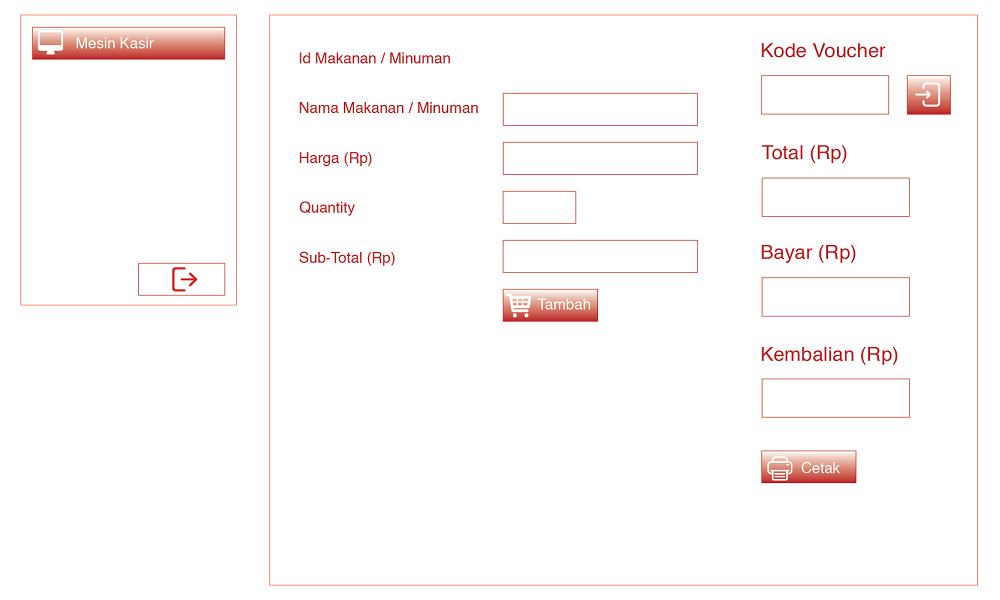 Mesin Kasir
Id Makanan / Minuman
Nama Makanan / Minuman
Harga (Rp)
Quantity
Sub-Total (Rp)
Tambah
Kode Voucher
Total (Rp)
Bayar (Rp)
Kembalian (Rp)
Cetak